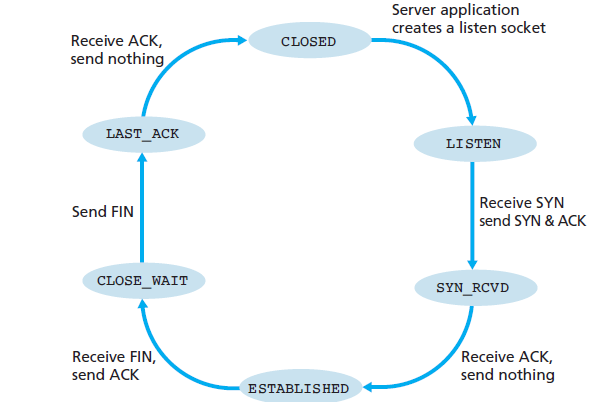 Server application
creates a listen socket
Receive ACK,
send nothing
CLOSED
LAST_ACK
LISTEN
Send FIN
Receive SYN
send SYN & ACK
CLOSE_WAIT
SYN_RCVD
Receive FIN,
send ACK
Receive ACK,
send nothing
ESTABLISHED